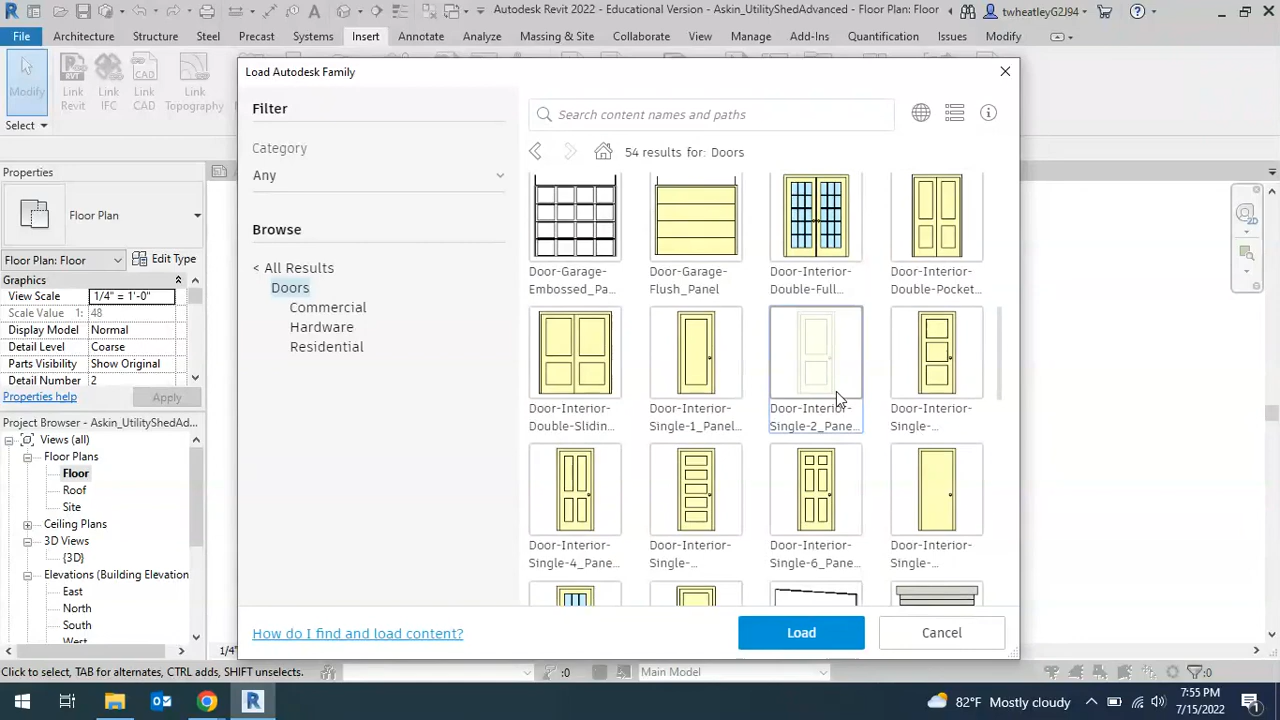 Autodesk Revit 2022 - Educational Version - Askin_UtilityShedAdvanced - Floor Plan: Floor
twheatleyG2J94
File Architecture Structure Steel Precast Systems Insert Annotate Analyze Massing & Site Collaborate View Manage Add-Ins Quantification Issues Modify
Modify
Link Revit
Link IFC
Link CAD
Link Topography
Select
Load Autodesk Family
Filter
Category
Any
Browse
< All Results
Doors
Commercial
Hardware
Residential
Search content names and paths
54 results for: Doors
Door-Garage-Embossed_Pa...
Door-Garage-Flush_Panel
Door-Interior-Double-Full...
Door-Interior-Double-Pocket...
Door-Interior-Double-Slidin...
Door-Interior-Single-1_Panel...
Door-Interior-Single-2_Pane...
Door-Interior-Single-...
Door-Interior-Single-4_Pane...
Door-Interior-Single-...
Door-Interior-Single-6_Pane...
Door-Interior-Single-...
How do I find and load content?
Load
Cancel
Properties
Floor Plan
Floor Plan: Floor
Edit Type
Graphics
View Scale 1/4" = 1'-0"
Scale Value 1: 48
Display Model Normal
Detail Level Coarse
Parts Visibility Show Original
Detail Number 2
Properties help
Apply
Project Browser - Askin_UtilityShedAd...
Views (all)
Floor Plans
Floor
Roof
Site
Ceiling Plans
3D Views
{3D}
Elevations (Building Elevation
East
North
South
West
1/4"
Click to select, TAB for alternates, CTRL adds, SHIFT unselects.
:0
Main Model
:0
82°F Mostly cloudy
7:55 PM
7/15/2022
1